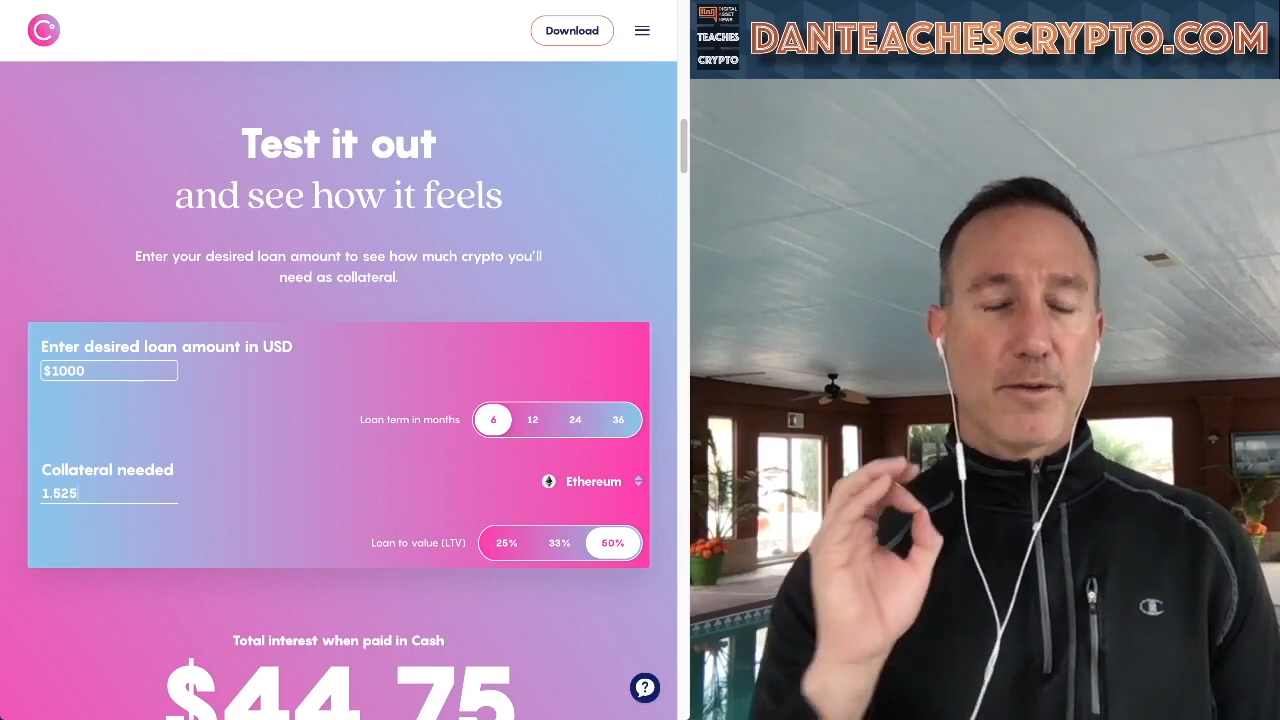 Download
Test it out
and see how it feels
Enter your desired loan amount to see how much crypto you'll
need as collateral.
Enter desired loan amount in USD
$1000
Loan term in months
6 12 24 36
Collateral needed
1.525
Ethereum
Loan to value (LTV)
25% 33% 50%
Total interest when paid in Cash
$44.75
?
DIGITAL
ASSET
NEWS
TEACHES
CRYPTO
DANTEACHESCRYPTO.COM